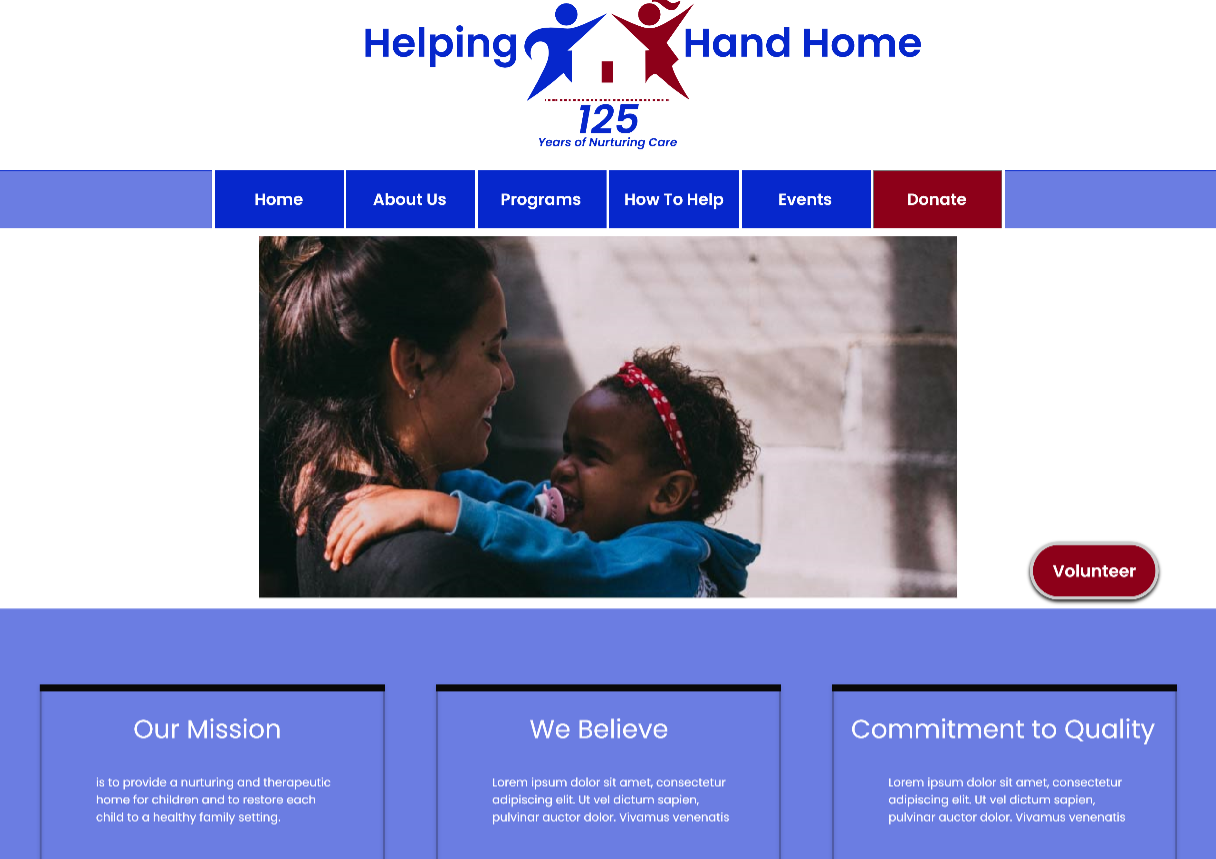 Helping Hand Home
125
Years of Nurturing Care
Home About Us Programs How To Help Events Donate
Volunteer
Our Mission
is to provide a nurturing and therapeutic
home for children and to restore each
child to a healthy family setting.
We Believe
Lorem ipsum dolor sit amet, consectetur
adipiscing elit. Ut vel dictum sapien,
pulvinar auctor dolor. Vivamus venenatis
Commitment to Quality
Lorem ipsum dolor sit amet, consectetur
adipiscing elit. Ut vel dictum sapien,
pulvinar auctor dolor. Vivamus venenatis